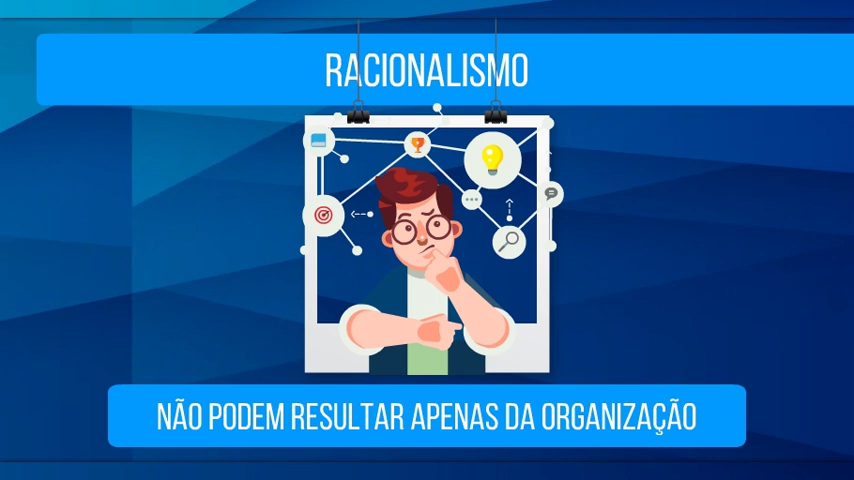 RACIONALISMO
NÃO PODEM RESULTAR APENAS DA ORGANIZAÇÃO